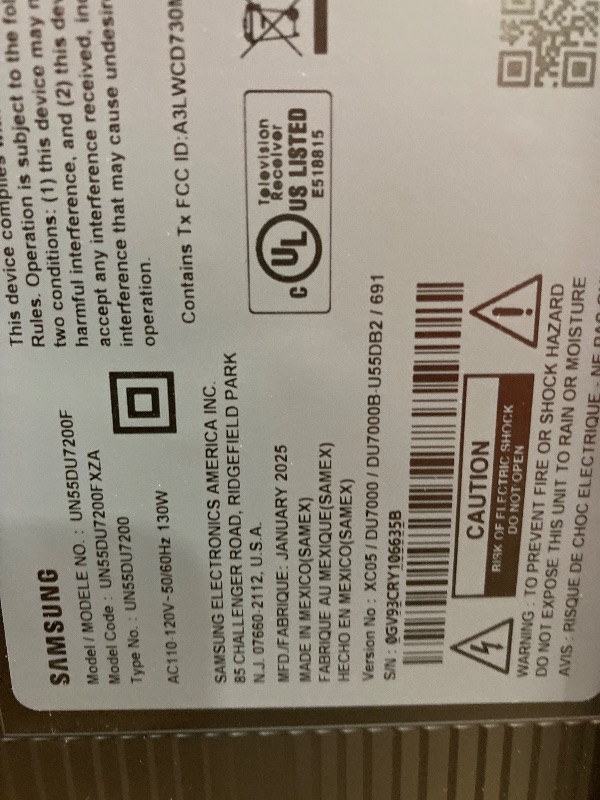 SAMSUNG
Model / MODELE NO. : UN55DU7200F
Model Code : UN55DU7200FXZA
Type No. : UN55DU7200
AC110-120V~50/60Hz 130W
SAMSUNG ELECTRONICS AMERICA INC.
85 CHALLENGER ROAD, RIDGEFIELD PARK
N.J. 07660-2112, U.S.A.
MFD./FABRIQUE: JANUARY 2025
MADE IN MEXICO(SAMEX)
FABRIQUE AU MEXIQUE(SAMEX)
HECHO EN MEXICO(SAMEX)
Version No : XC05 / DU7000 / DU7000B-U55DB2 / 691
S/N : 0GV93CRY106635B
CAUTION
RISK OF ELECTRIC SHOCK
DO NOT OPEN
WARNING : TO PREVENT FIRE OR SHOCK HAZARD
DO NOT EXPOSE THIS UNIT TO RAIN OR MOISTURE
AVIS : RISQUE DE CHOC ELECTRIQUE - NE PAS
This device complies
Rules. Operation is subject to the
two conditions: (1) this device may
harmful interference, and (2) this
accept any interference received,
interference that may cause
operation.
Contains Tx FCC ID:A3LWCD730M
C UL US LISTED
Television
Receiver
E518815